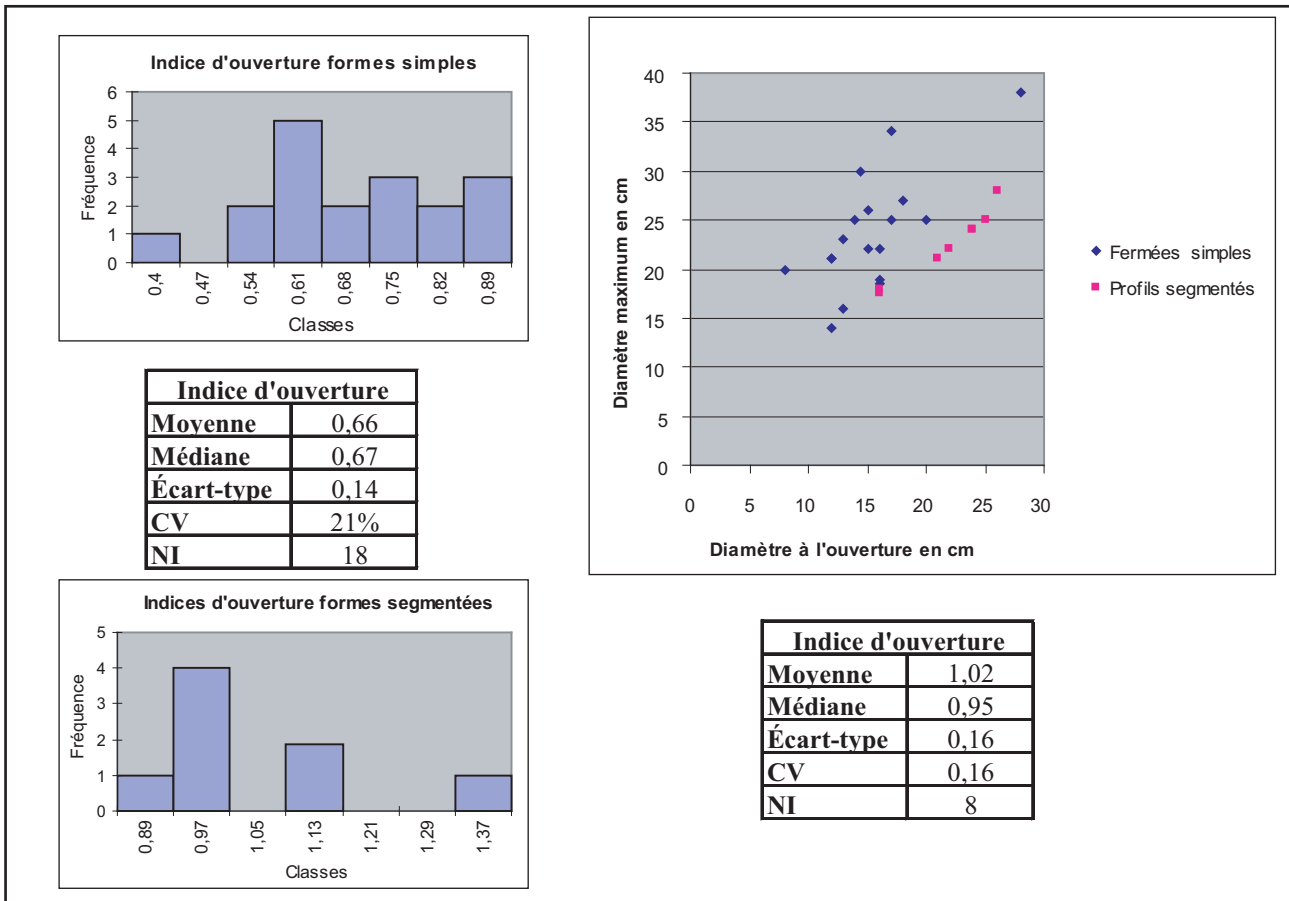 Indice d'ouverture formes simples
6
5
4
3
2
1
0
Fréquence
0,4 0,47 0,54 0,61 0,68 0,75 0,82 0,89
Classes
Indice d'ouverture
Moyenne 0,66
Médiane 0,67
Écart-type 0,14
CV 21%
NI 18
Indices d'ouverture formes segmentées
5
4
3
2
1
0
Fréquence
0,89 0,97 1,05 1,13 1,21 1,29 1,37
Classes
40
35
30
25
20
15
10
5
0
Diamètre maximum en cm
0 5 10 15 20 25 30
Diamètre à l'ouverture en cm
Fermées simples
Profils segmentés
Indice d'ouverture
Moyenne 1,02
Médiane 0,95
Écart-type 0,16
CV 0,16
NI 8